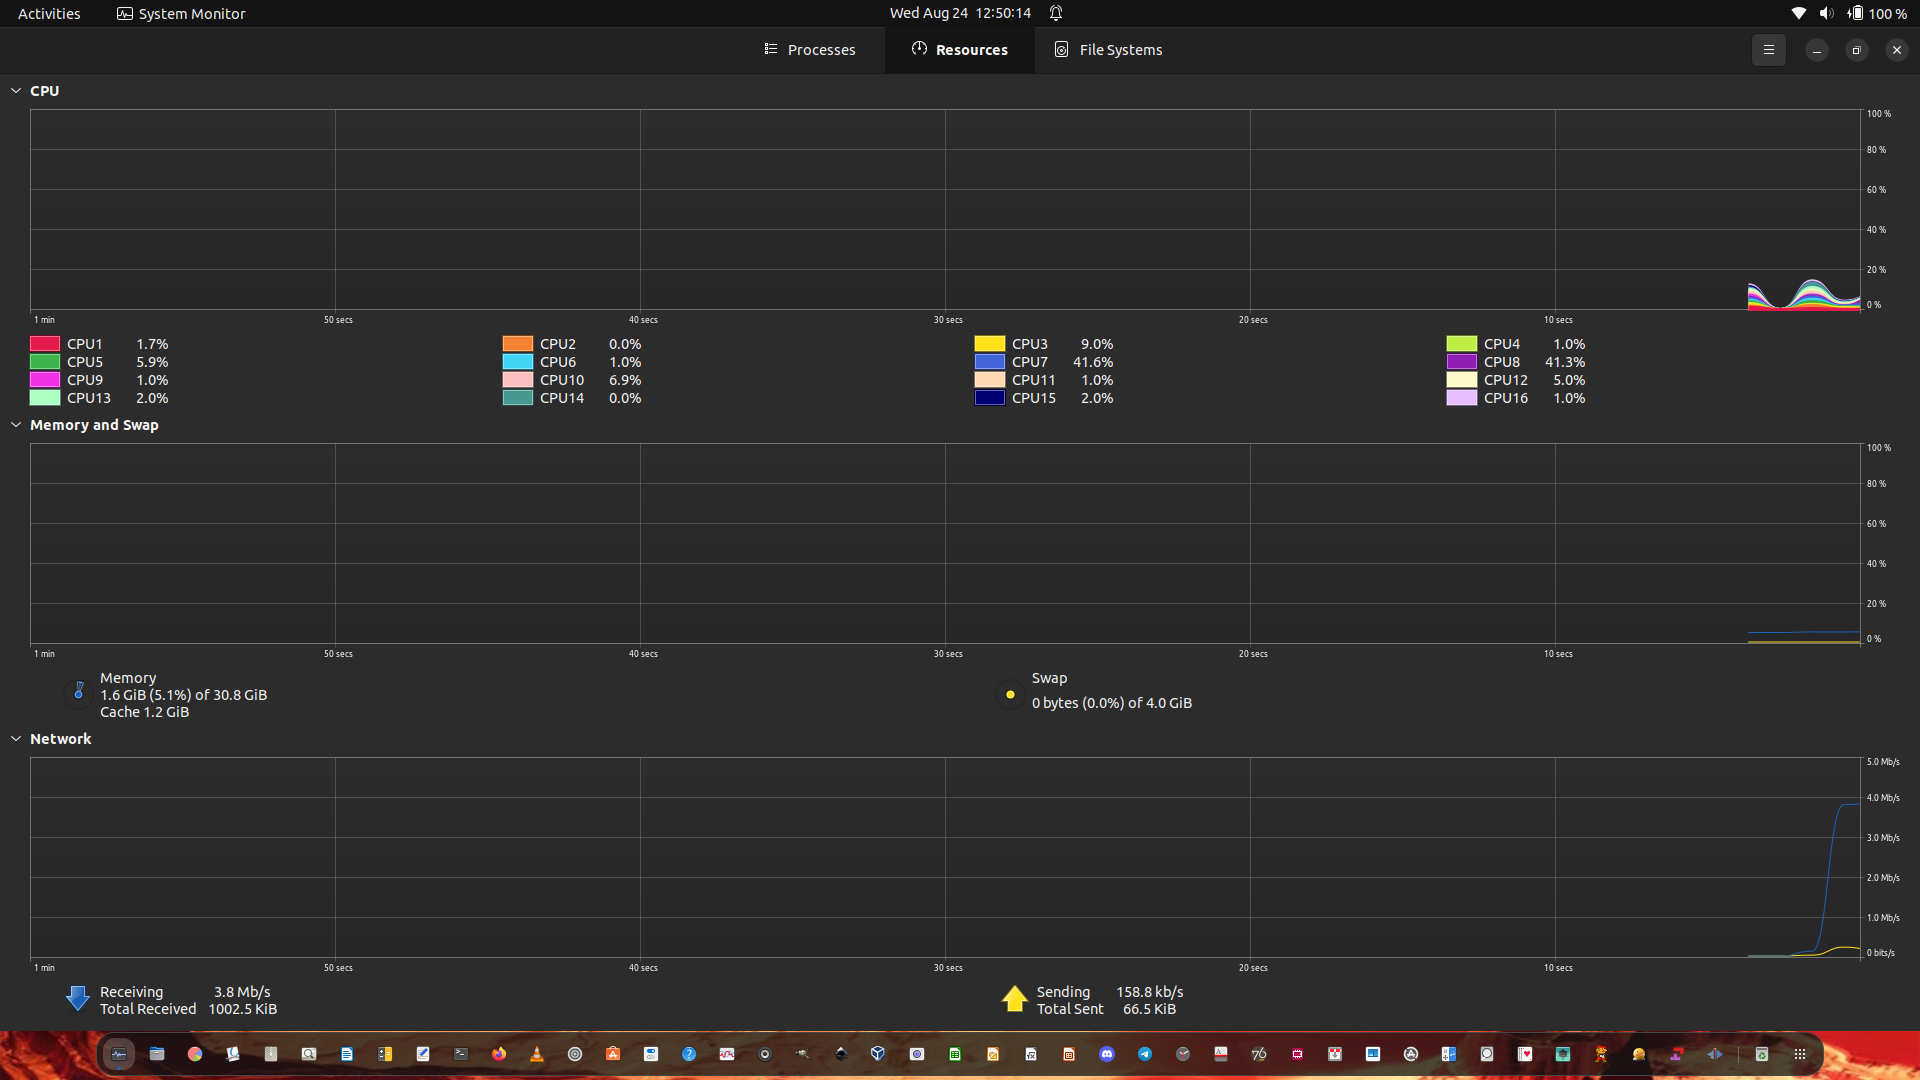 Activities System Monitor Wed Aug 24 12:50:14 100 %
Processes Resources File Systems
CPU
100 %
80 %
60 %
40 %
20 %
0 %
1 min 50 secs 40 secs 30 secs 20 secs 10 secs
CPU1 1.7% CPU2 0.0% CPU3 9.0% CPU4 1.0%
CPU5 5.9% CPU6 1.0% CPU7 41.6% CPU8 41.3%
CPU9 1.0% CPU10 6.9% CPU11 1.0% CPU12 5.0%
CPU13 2.0% CPU14 0.0% CPU15 2.0% CPU16 1.0%
Memory and Swap
100 %
80 %
60 %
40 %
20 %
0 %
1 min 50 secs 40 secs 30 secs 20 secs 10 secs
Memory
1.6 GiB (5.1%) of 30.8 GiB
Cache 1.2 GiB
Swap
0 bytes (0.0%) of 4.0 GiB
Network
5.0 Mb/s
4.0 Mb/s
3.0 Mb/s
2.0 Mb/s
1.0 Mb/s
0 bits/s
1 min 50 secs 40 secs 30 secs 20 secs 10 secs
Receiving 3.8 Mb/s
Total Received 1002.5 KiB
Sending 158.8 kb/s
Total Sent 66.5 KiB
76